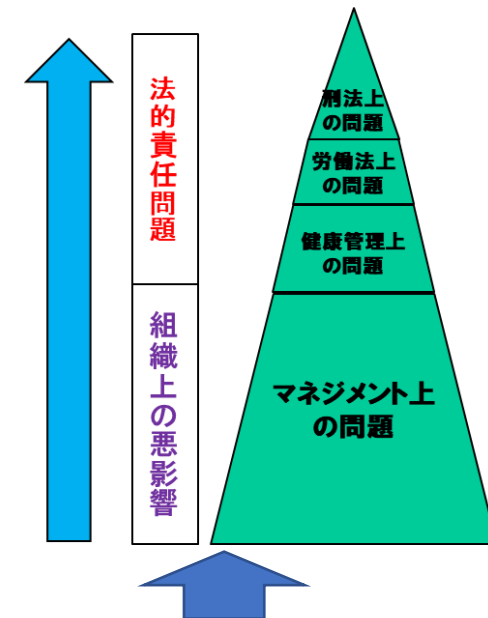 法的責任問題
組織上の悪影響
刑法上
の問題
労働法上
の問題
健康管理上
の問題
マネジメント上
の問題